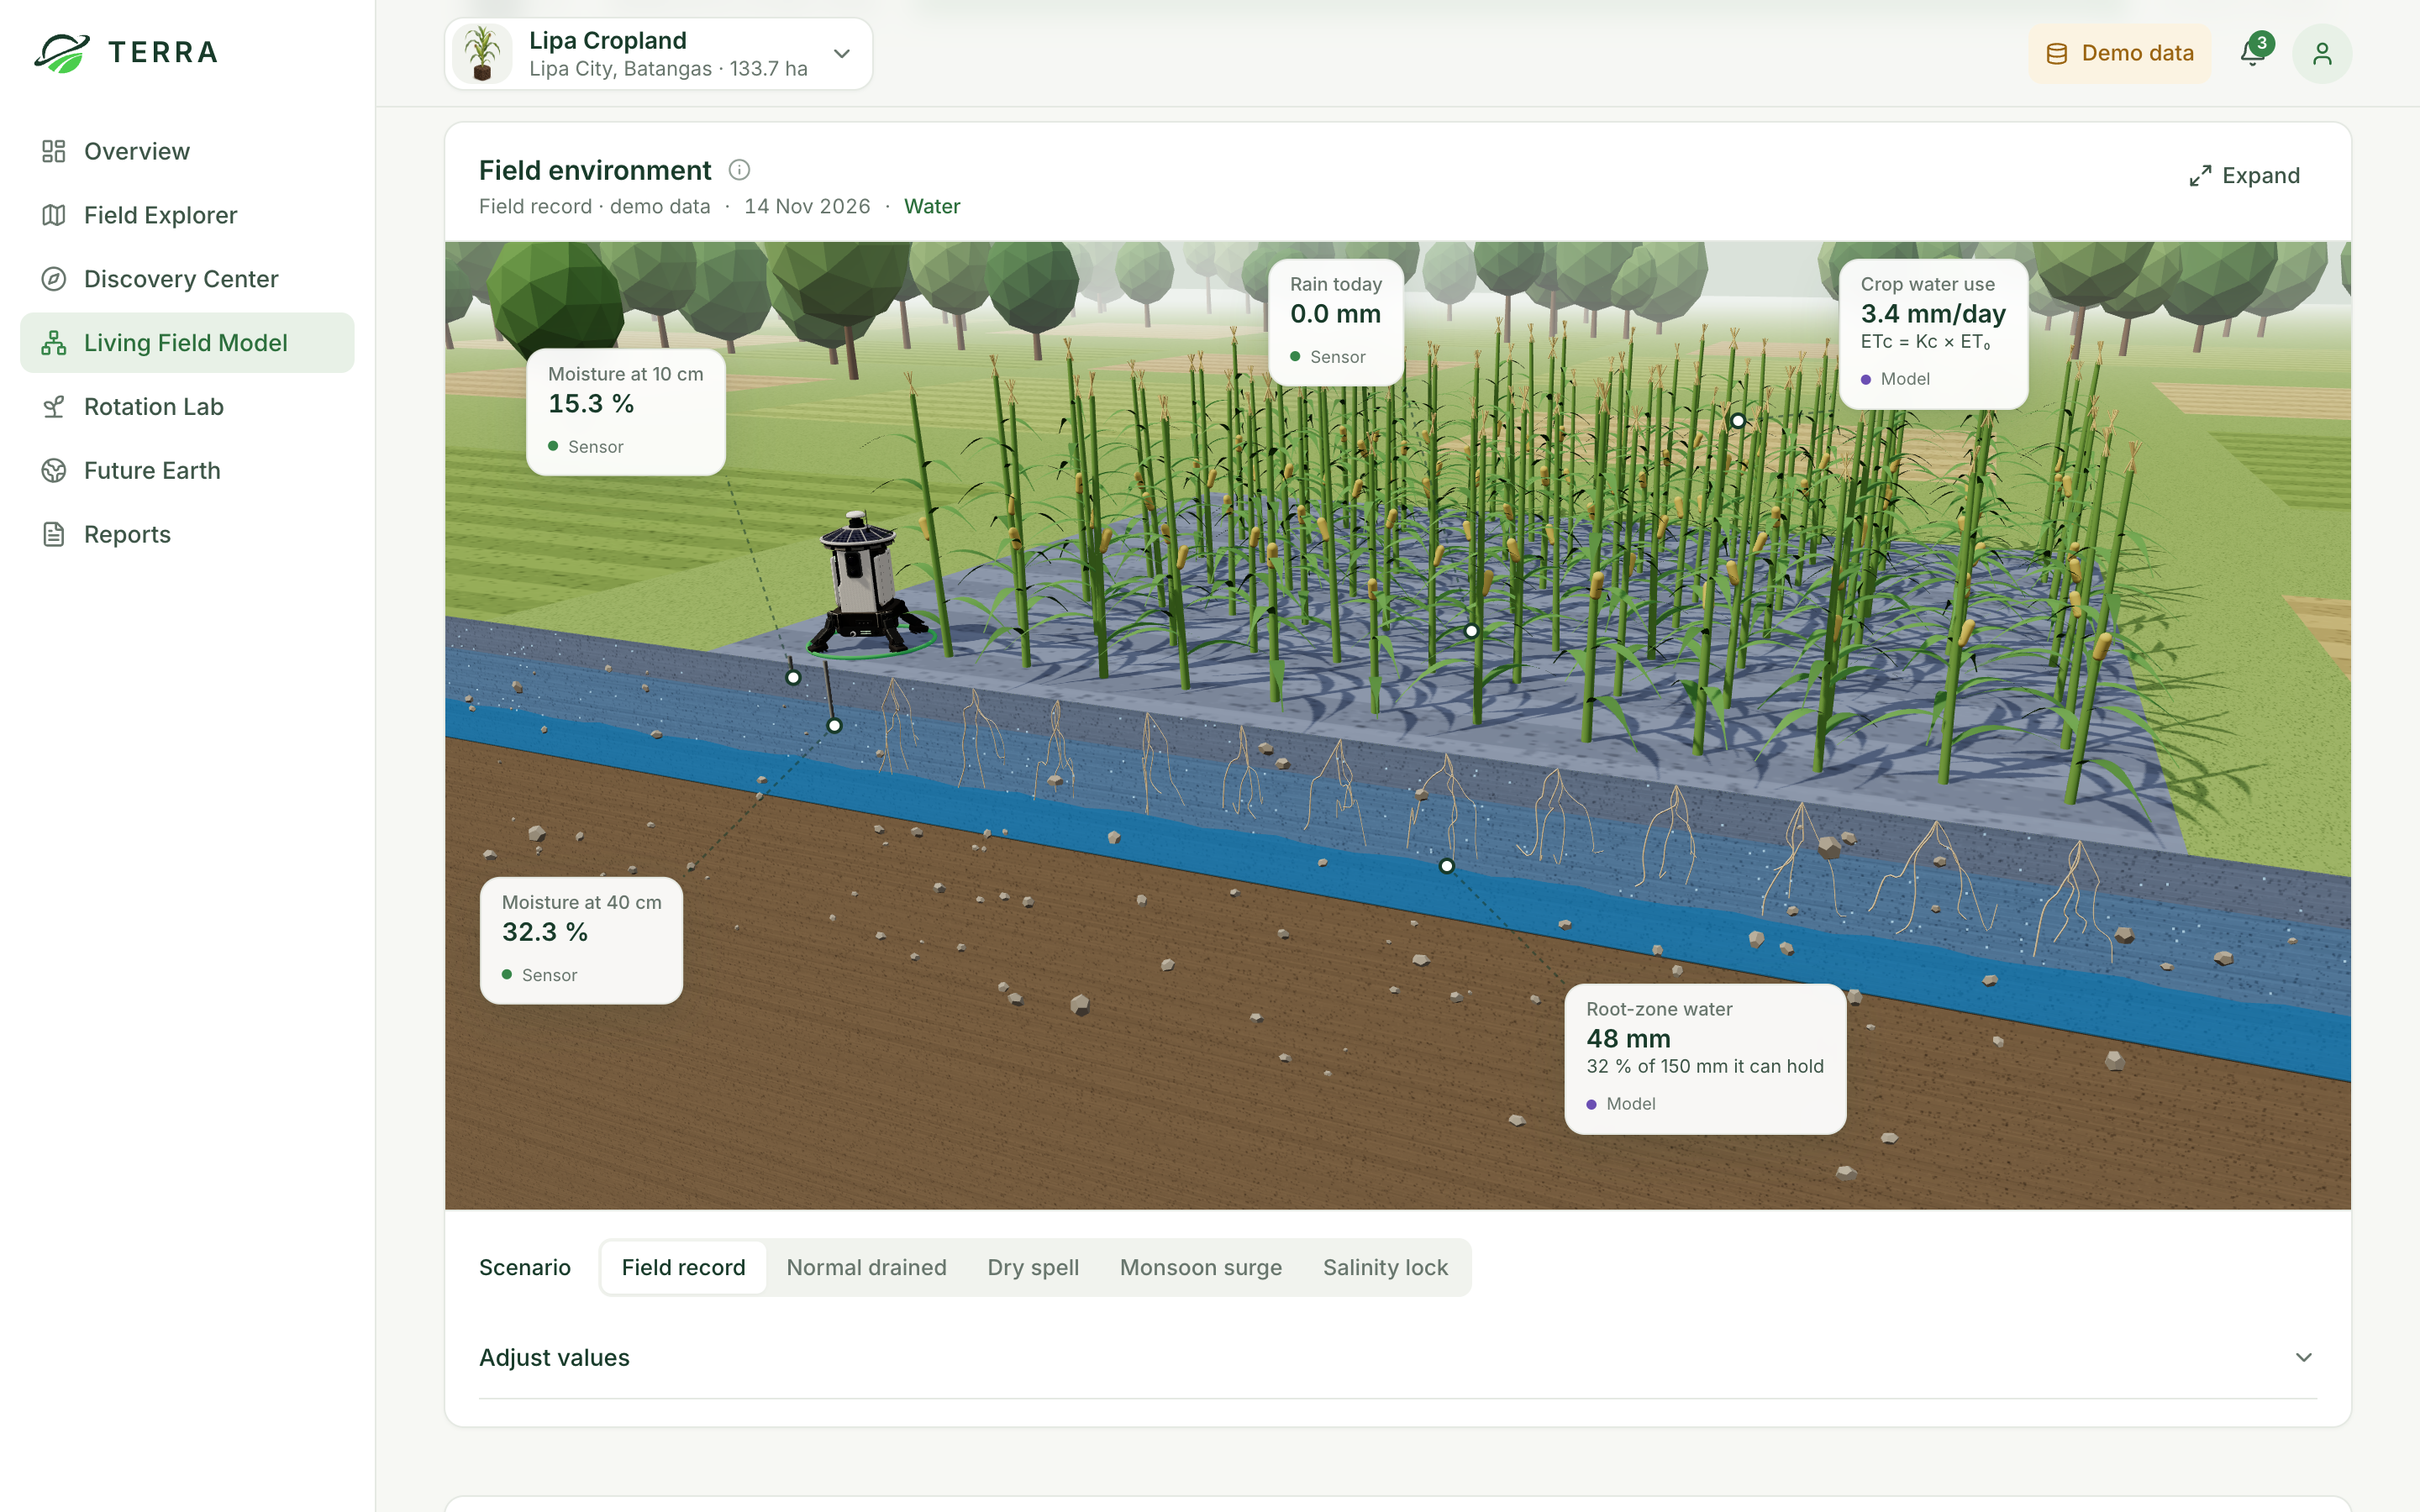 TERRA
Overview
Field Explorer
Discovery Center
Living Field Model
Rotation Lab
Future Earth
Reports
Lipa Cropland
Lipa City, Batangas · 133.7 ha
Demo data
3
Field environment
Field record · demo data · 14 Nov 2026 · Water
Expand
Rain today
0.0 mm
Sensor
Crop water use
3.4 mm/day
ETc = Kc × ET₀
Model
Moisture at 10 cm
15.3 %
Sensor
Moisture at 40 cm
32.3 %
Sensor
Root-zone water
48 mm
32 % of 150 mm it can hold
Model
Scenario
Field record
Normal drained
Dry spell
Monsoon surge
Salinity lock
Adjust values